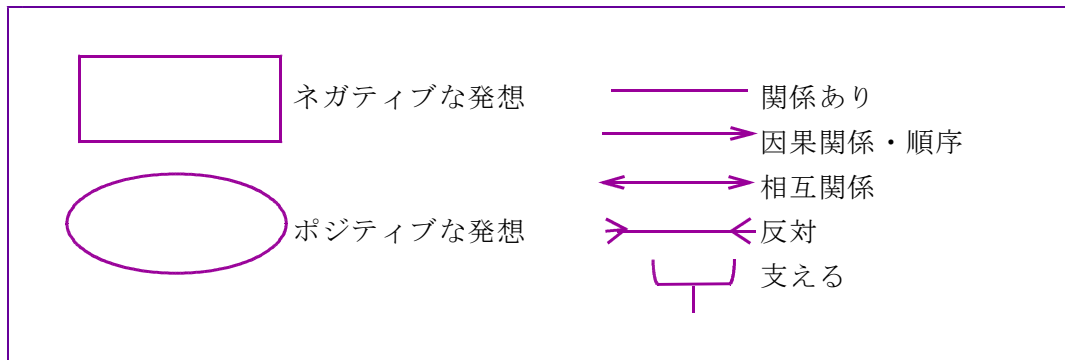 ネガティブな発想
ポジティブな発想
関係あり
因果関係・順序
相互関係
反対
支える